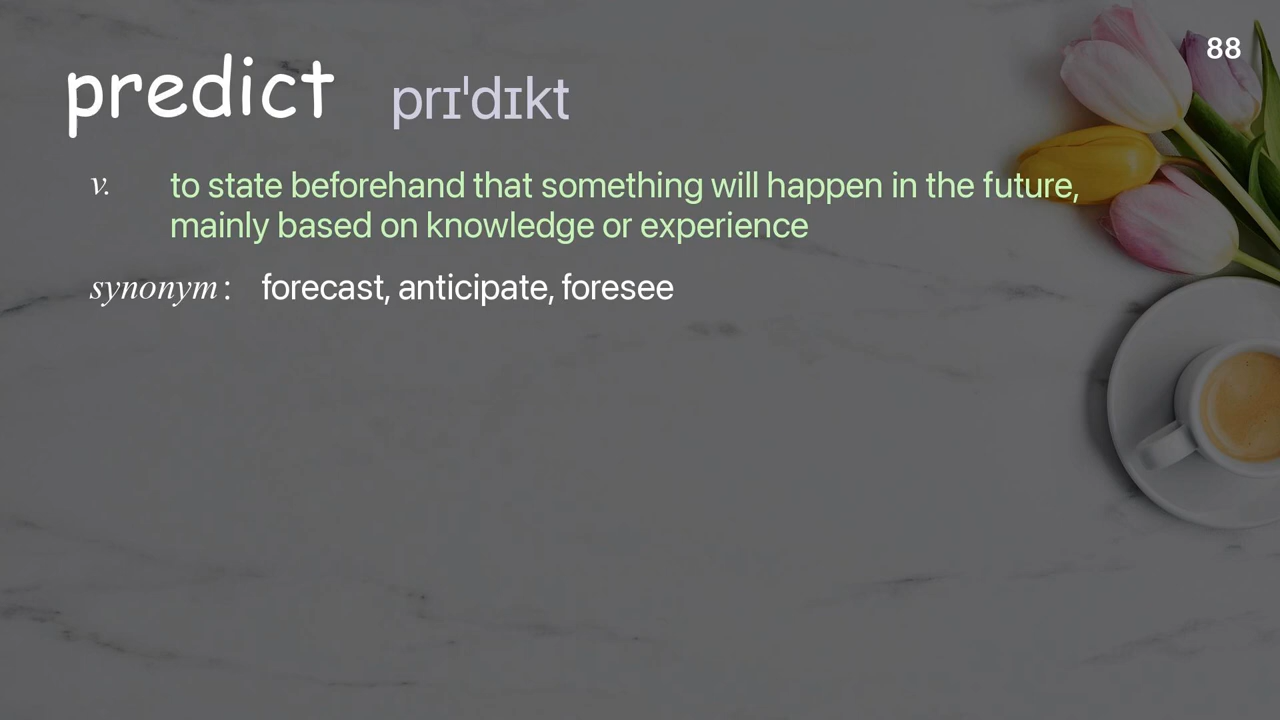 88
predict prɪˈdɪkt
v. to state beforehand that something will happen in the future,
mainly based on knowledge or experience
synonym: forecast, anticipate, foresee